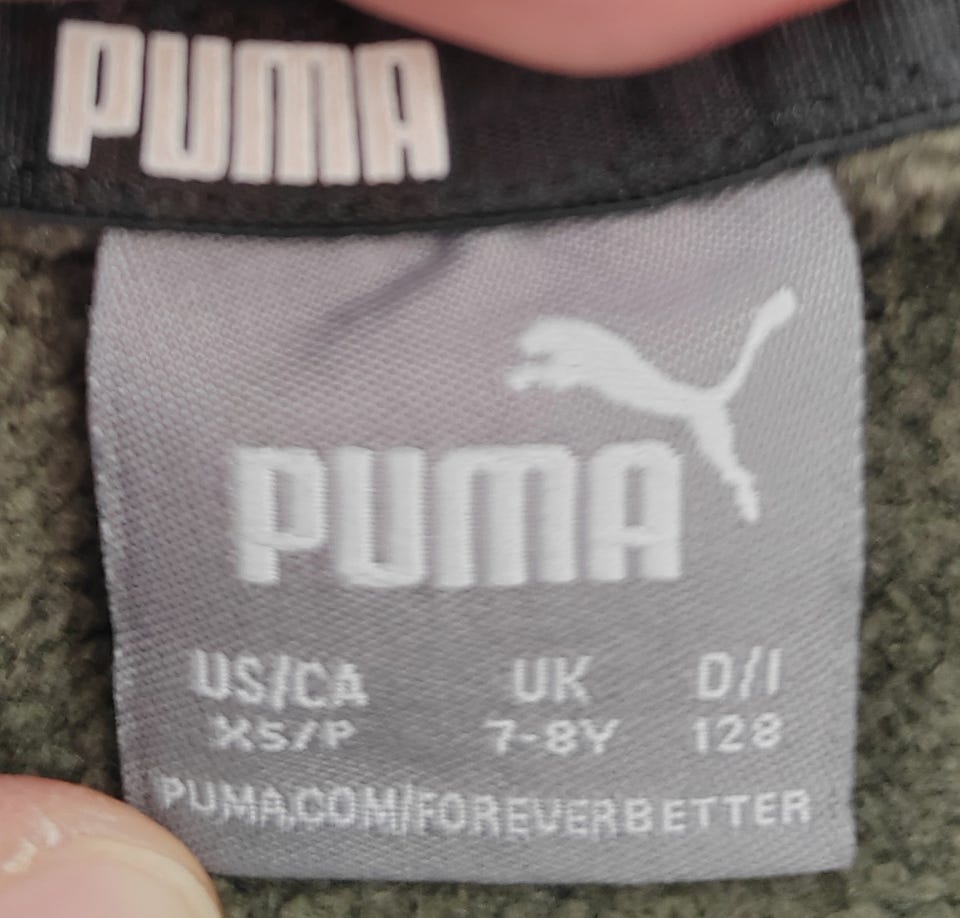 PUMA
PUMA
US/CA UK D/I
XS/P 7-8Y 128
PUMA.COM/FOREVERBETTER